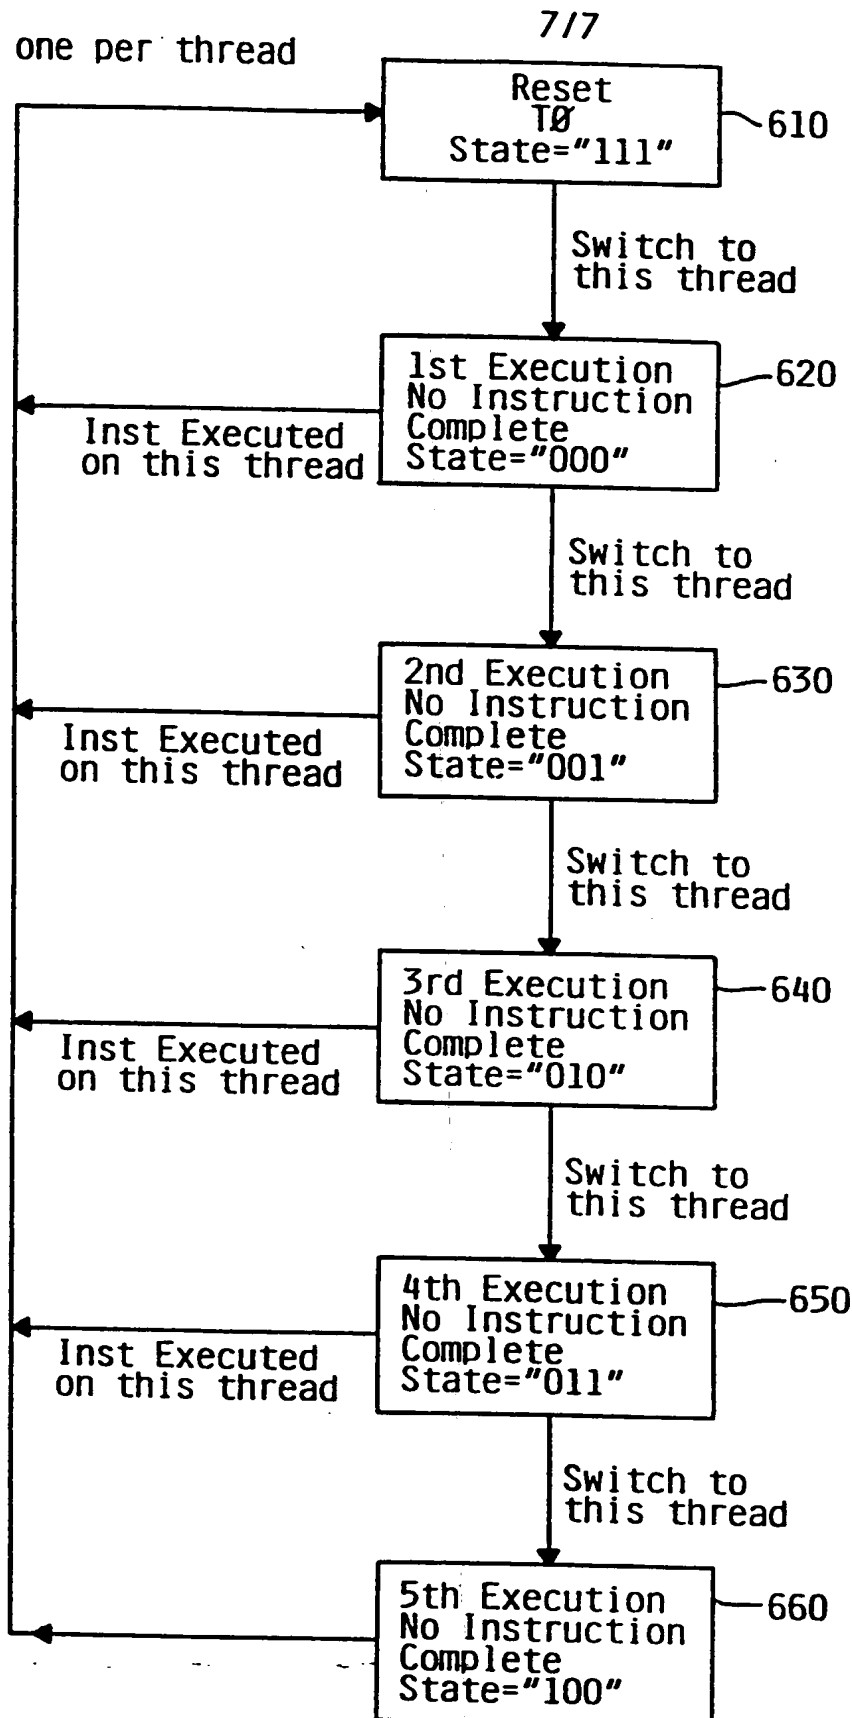 7/7
one per thread
Reset
TØ
State="111"
610
Switch to
this thread
1st Execution
No Instruction
Complete
State="000"
620
Inst Executed
on this thread
Switch to
this thread
2nd Execution
No Instruction
Complete
State="001"
630
Inst Executed
on this thread
Switch to
this thread
3rd Execution
No Instruction
Complete
State="010"
640
Inst Executed
on this thread
Switch to
this thread
4th Execution
No Instruction
Complete
State="011"
650
Inst Executed
on this thread
Switch to
this thread
5th Execution
No Instruction
Complete
State="100"
660